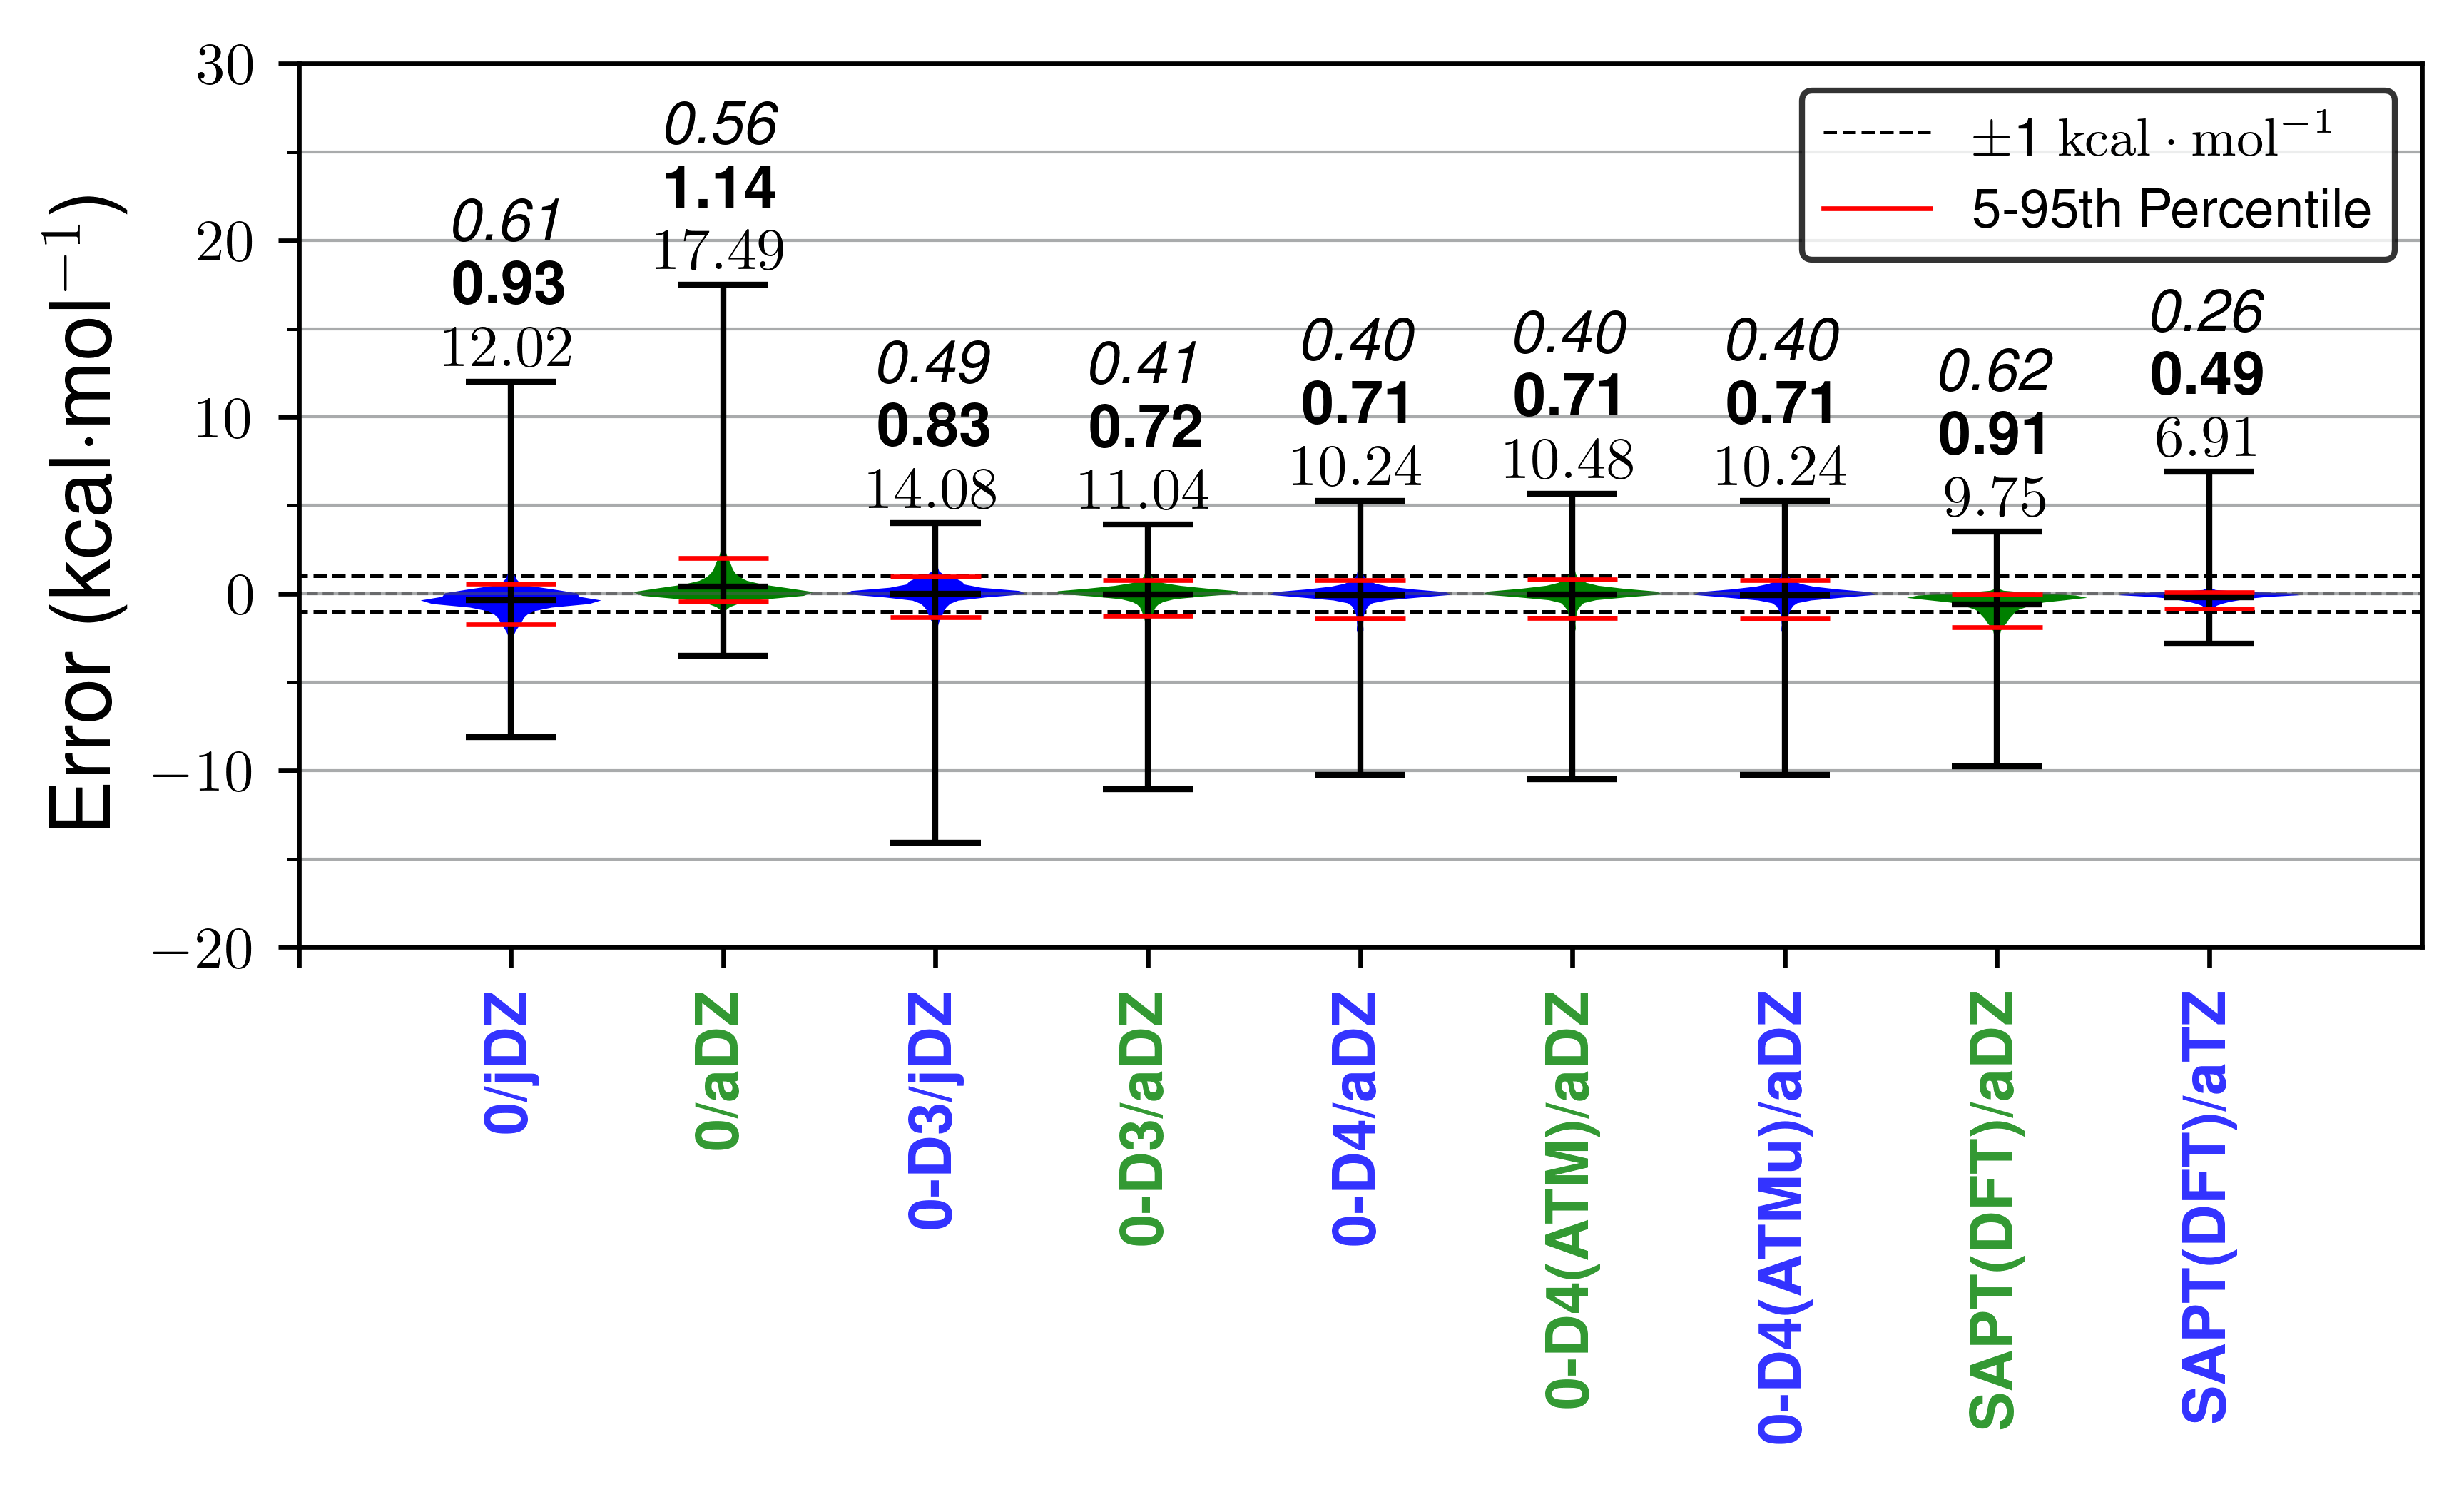 Error (kcal·mol⁻¹)
30
20
10
0
−10
−20
±1 kcal · mol⁻¹
5-95th Percentile
0.61
0.93
12.02
0.56
1.14
17.49
0.49
0.83
14.08
0.41
0.72
11.04
0.40
0.71
10.24
0.40
0.71
10.48
0.40
0.71
10.24
0.62
0.91
9.75
0.26
0.49
6.91
0/jDZ
0/aDZ
0-D3/jDZ
0-D3/aDZ
0-D4/aDZ
0-D4(ATM)/aDZ
0-D4(ATMu)/aDZ
SAPT(DFT)/aDZ
SAPT(DFT)/aTZ